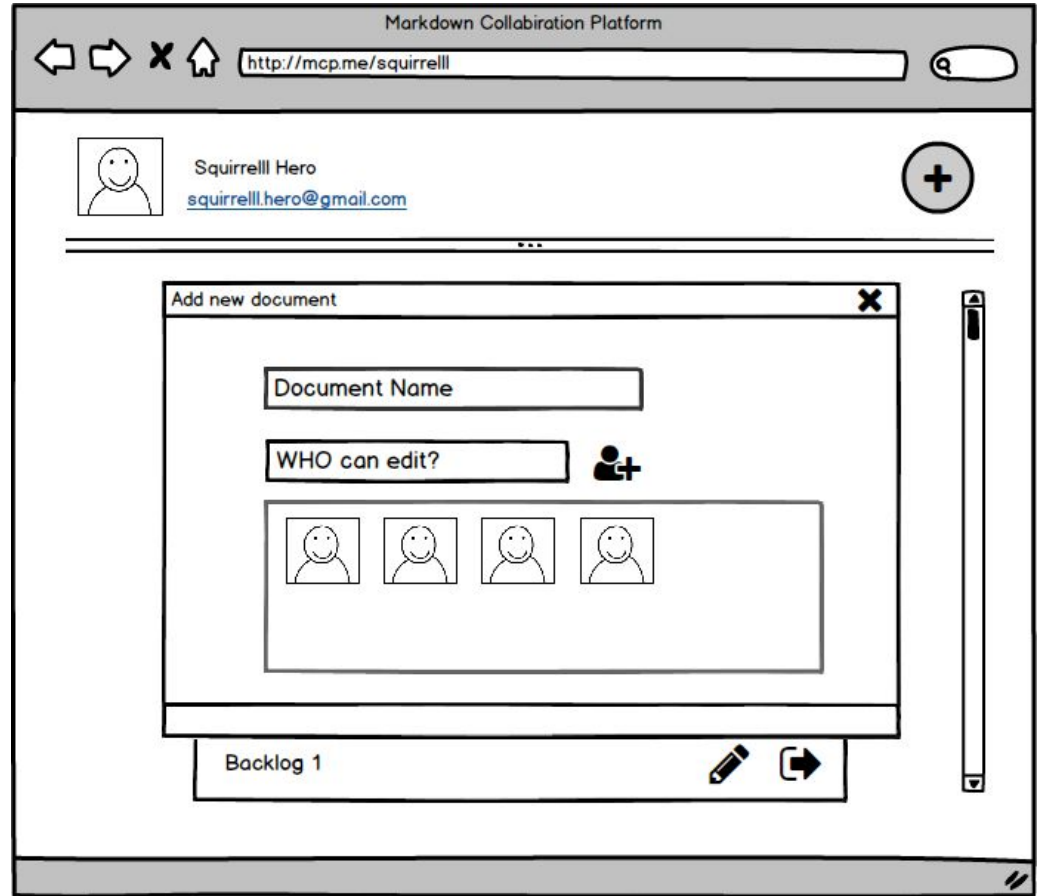 Markdown Collabiration Platform
http://mcp.me/squirrelll
Squirrelll Hero
squirrelll.hero@gmail.com
Add new document
Document Name
WHO can edit?
Backlog 1